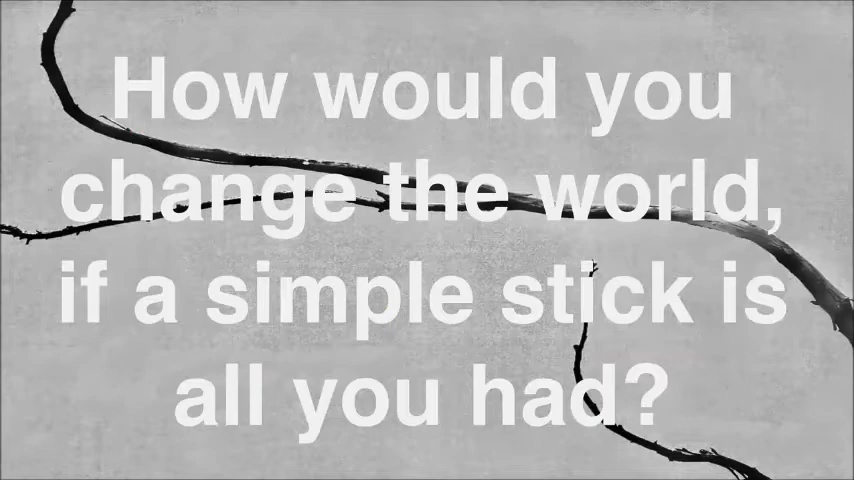 How would you
change the world,
if a simple stick is
all you had?